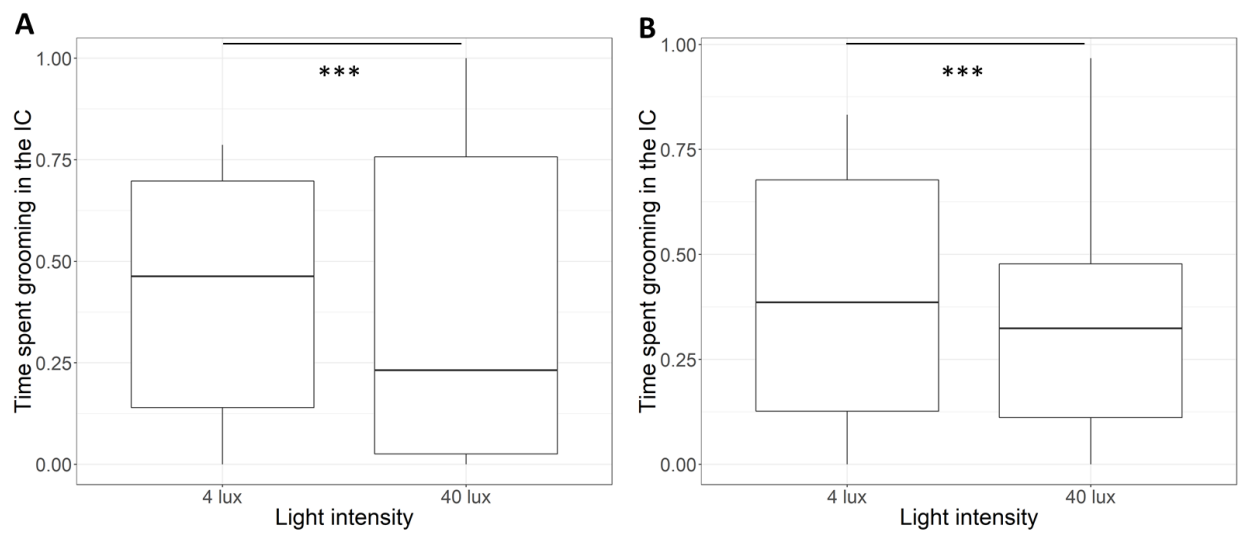 A
Time spent grooming in the IC
1.00
0.75
0.50
0.25
0.00
***
4 lux
40 lux
Light intensity
B
Time spent grooming in the IC
1.00
0.75
0.50
0.25
0.00
***
4 lux
40 lux
Light intensity